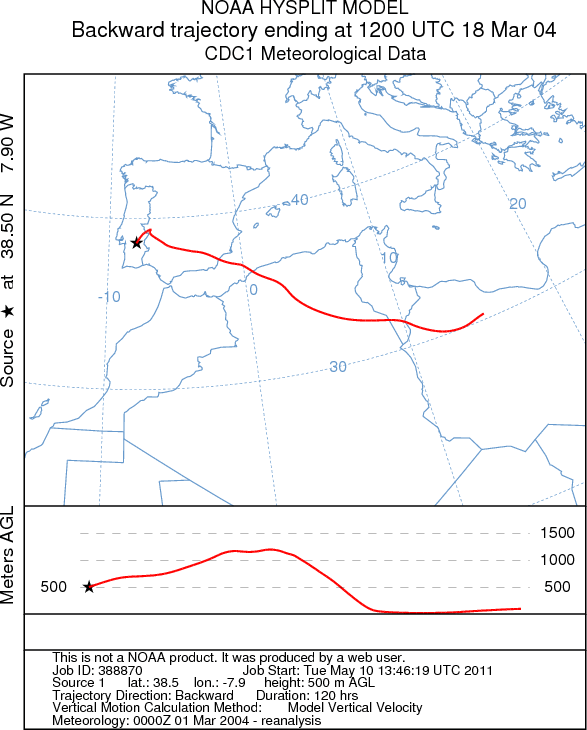 NOAA HYSPLIT MODEL
Backward trajectory ending at 1200 UTC 18 Mar 04
CDC1 Meteorological Data
Source ★ at 38.50 N 7.90 W
40
20
10
-10
0
30
Meters AGL
1500
1000
500
500
This is not a NOAA product. It was produced by a web user.
Job ID: 388870 Job Start: Tue May 10 13:46:19 UTC 2011
Source 1 lat.: 38.5 lon.: -7.9 height: 500 m AGL
Trajectory Direction: Backward Duration: 120 hrs
Vertical Motion Calculation Method: Model Vertical Velocity
Meteorology: 0000Z 01 Mar 2004 - reanalysis